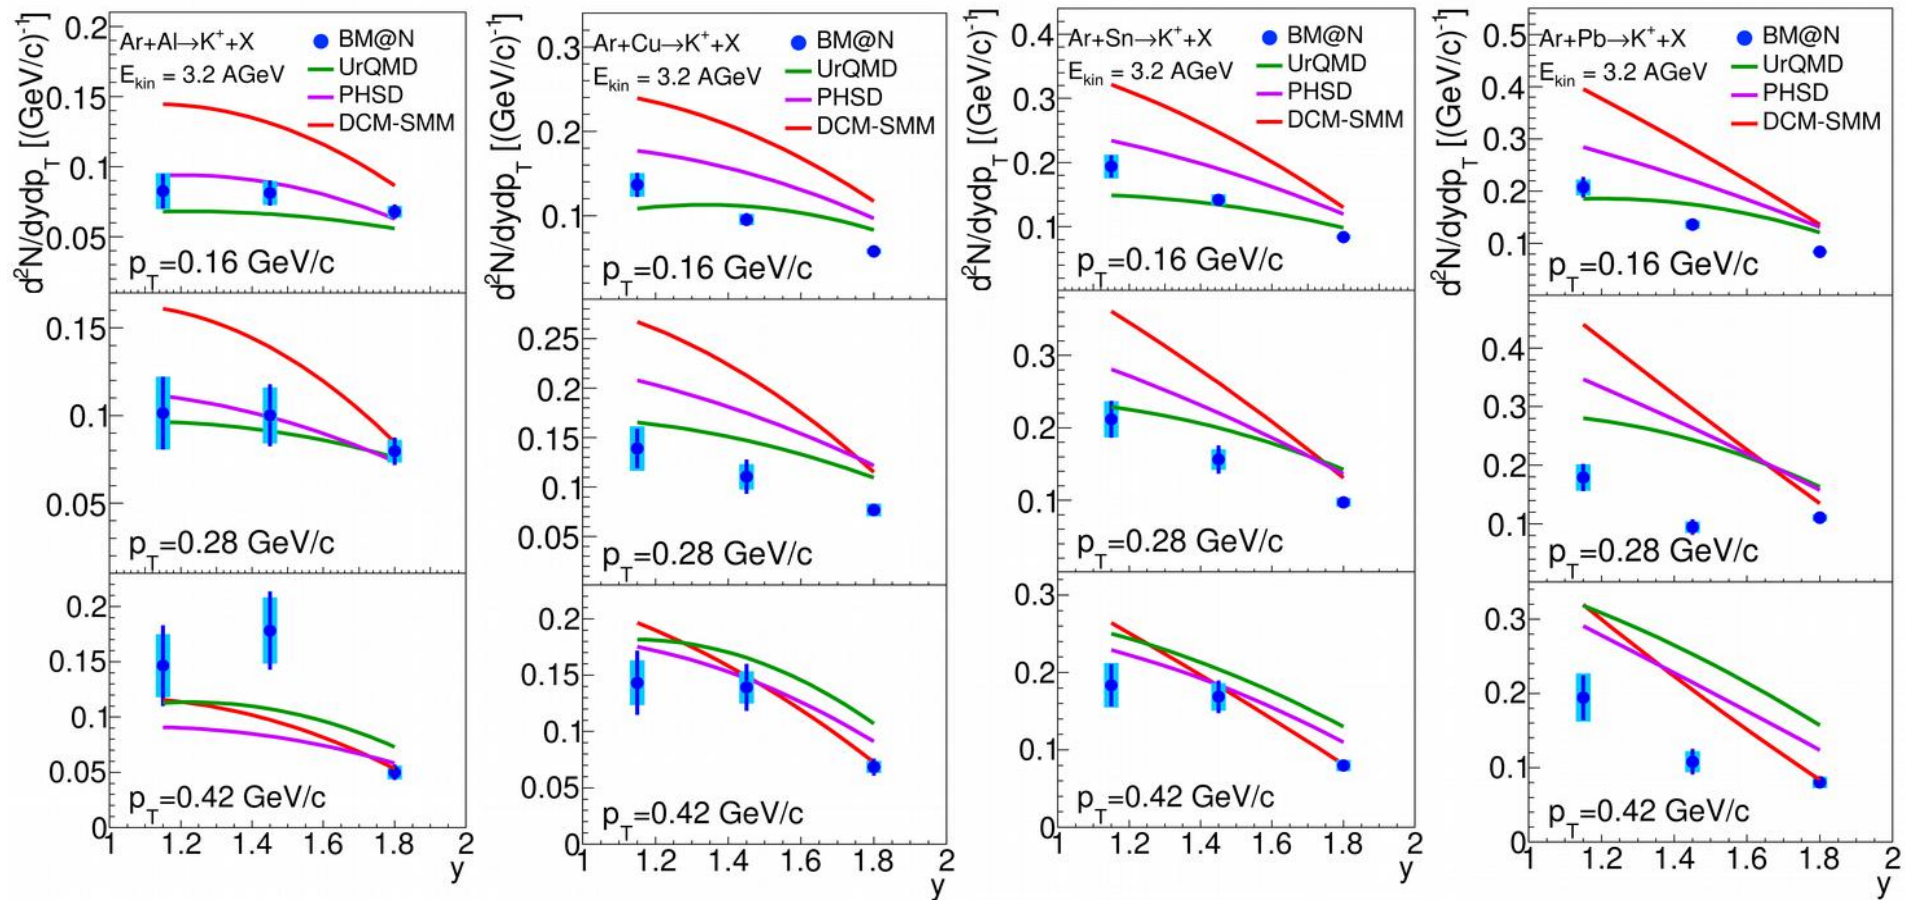 d²N/dydp_T [(GeV/c)⁻¹]
Ar+Al→K⁺+X
E_kin = 3.2 AGeV
BM@N
UrQMD
PHSD
DCM-SMM
0.2
0.15
0.1
0.05
p_T=0.16 GeV/c
0.15
0.1
0.05
p_T=0.28 GeV/c
0.2
0.15
0.1
0.05
0
p_T=0.42 GeV/c
1 1.2 1.4 1.6 1.8 2
y
d²N/dydp_T [(GeV/c)⁻¹]
Ar+Cu→K⁺+X
E_kin = 3.2 AGeV
BM@N
UrQMD
PHSD
DCM-SMM
0.3
0.2
0.1
p_T=0.16 GeV/c
0.25
0.2
0.15
0.1
0.05
p_T=0.28 GeV/c
0.2
0.15
0.1
0.05
0
p_T=0.42 GeV/c
1 1.2 1.4 1.6 1.8 2
y
d²N/dydp_T [(GeV/c)⁻¹]
Ar+Sn→K⁺+X
E_kin = 3.2 AGeV
BM@N
UrQMD
PHSD
DCM-SMM
0.4
0.3
0.2
0.1
p_T=0.16 GeV/c
0.3
0.2
0.1
p_T=0.28 GeV/c
0.3
0.2
0.1
0
p_T=0.42 GeV/c
1 1.2 1.4 1.6 1.8 2
y
d²N/dydp_T [(GeV/c)⁻¹]
Ar+Pb→K⁺+X
E_kin = 3.2 AGeV
BM@N
UrQMD
PHSD
DCM-SMM
0.5
0.4
0.3
0.2
0.1
p_T=0.16 GeV/c
0.4
0.3
0.2
0.1
p_T=0.28 GeV/c
0.3
0.2
0.1
0
p_T=0.42 GeV/c
1 1.2 1.4 1.6 1.8 2
y